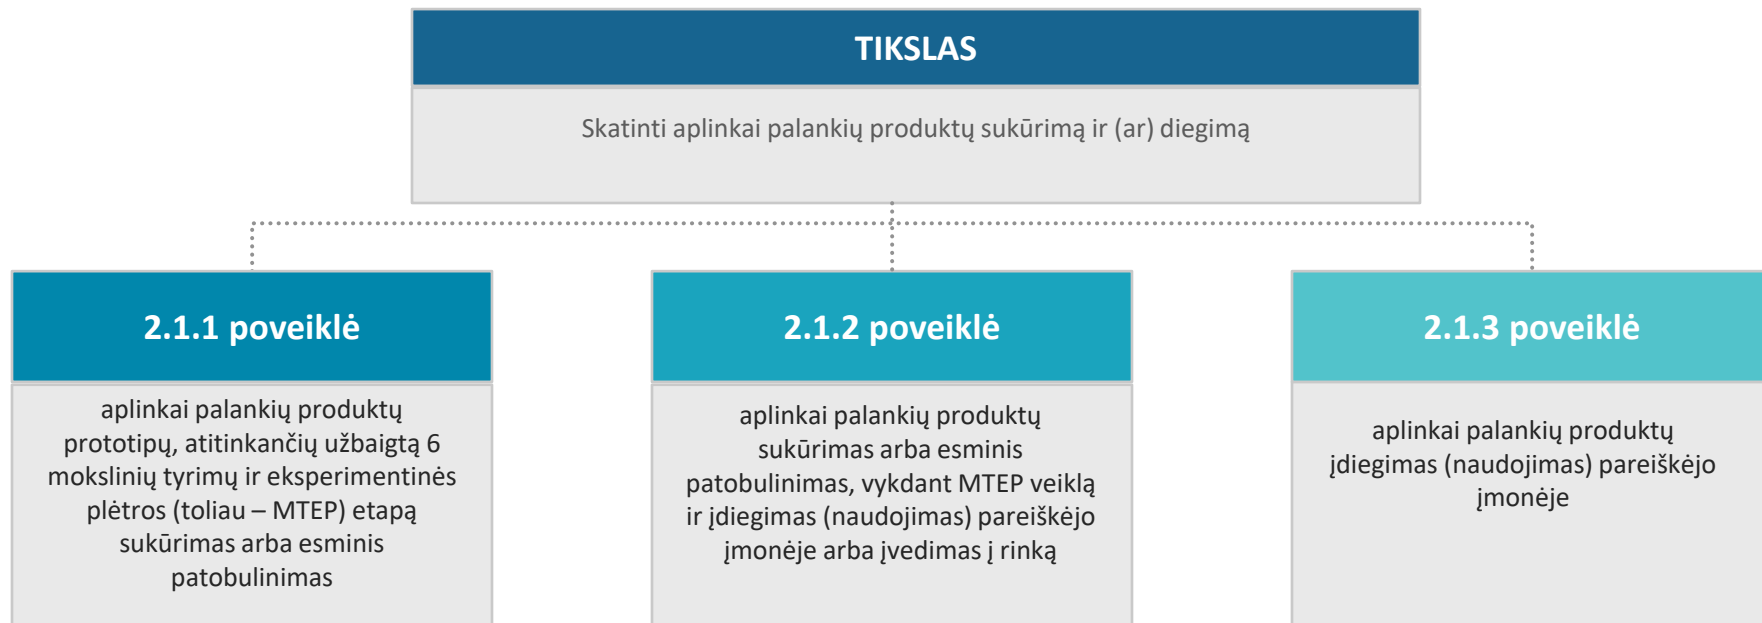 TIKSLAS
Skatinti aplinkai palankių produktų sukūrimą ir (ar) diegimą
2.1.1 poveiklė
aplinkai palankių produktų
prototipų, atitinkančių užbaigtą 6
mokslinių tyrimų ir eksperimentinės
plėtros (toliau – MTEP) etapą
sukūrimas arba esminis
patobulinimas
2.1.2 poveiklė
aplinkai palankių produktų
sukūrimas arba esminis
patobulinimas, vykdant MTEP veiklą
ir įdiegimas (naudojimas) pareiškėjo
įmonėje arba įvedimas į rinką
2.1.3 poveiklė
aplinkai palankių produktų
įdiegimas (naudojimas) pareiškėjo
įmonėje